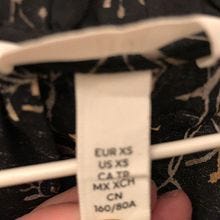 EUR XS
US XS
CA TP
MX XCH
CN
160/80A